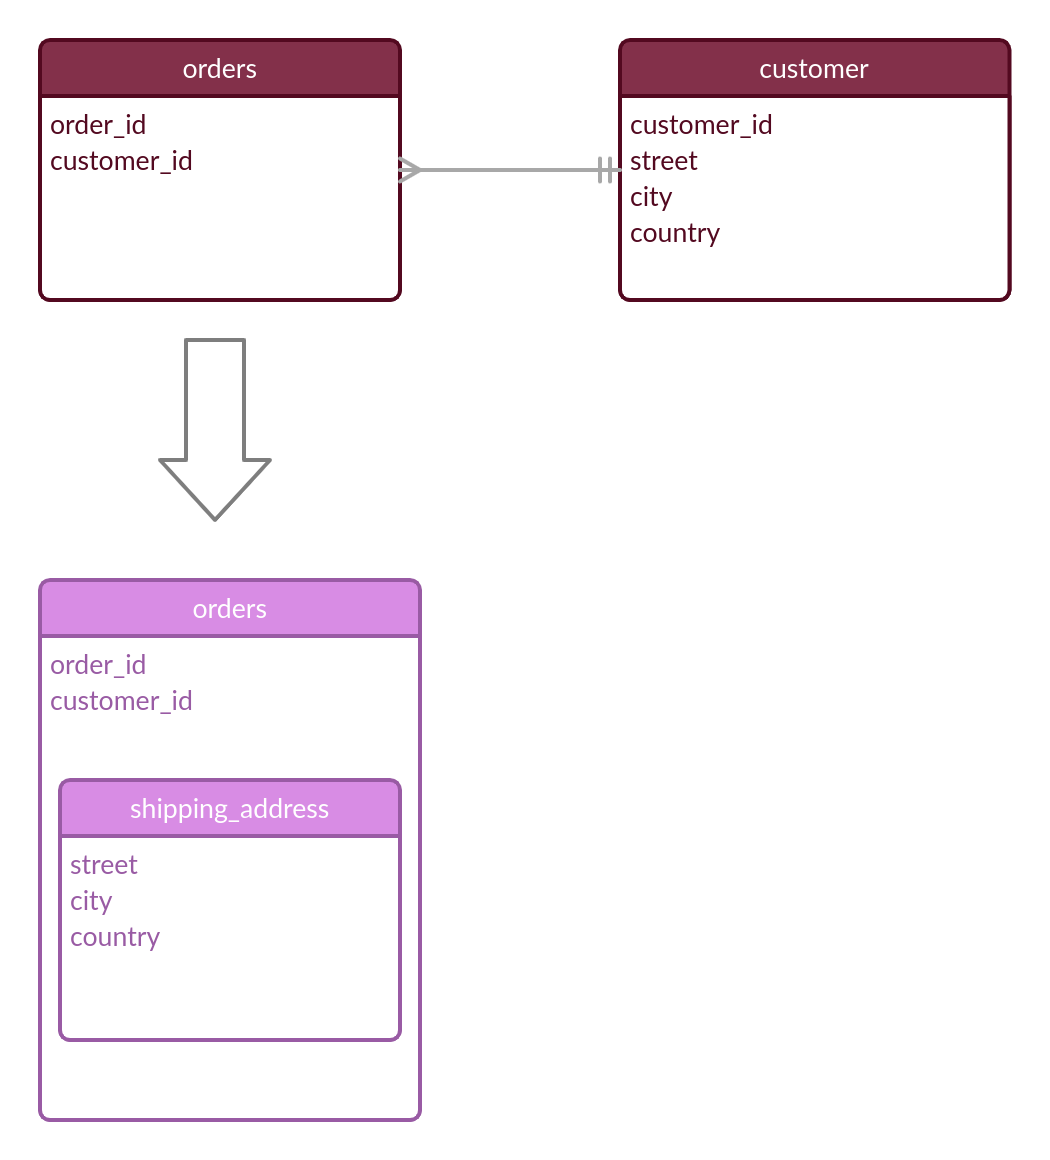 orders
order_id
customer_id
customer
customer_id
street
city
country
orders
order_id
customer_id
shipping_address
street
city
country